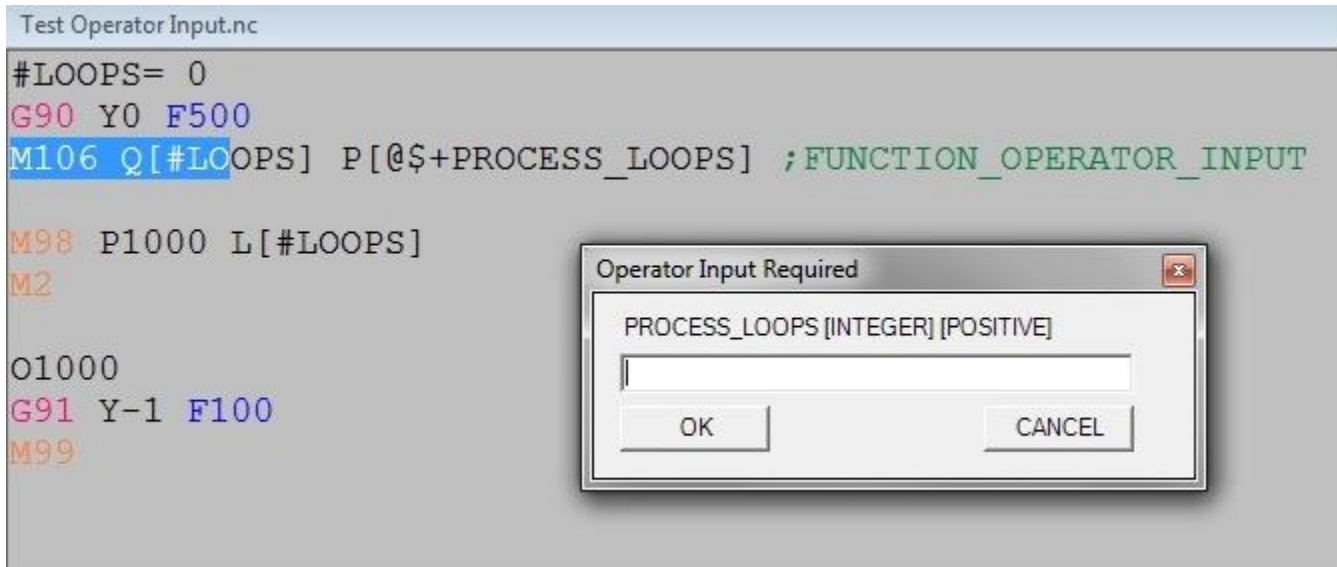 Test Operator Input.nc
#LOOPS= 0
G90 Y0 F500
M106 Q[#LOOPS] P[@$+PROCESS_LOOPS] ;FUNCTION_OPERATOR_INPUT
M98 P1000 L[#LOOPS]
M2
O1000
G91 Y-1 F100
M99
Operator Input Required
x
PROCESS_LOOPS [INTEGER] [POSITIVE]
OK CANCEL